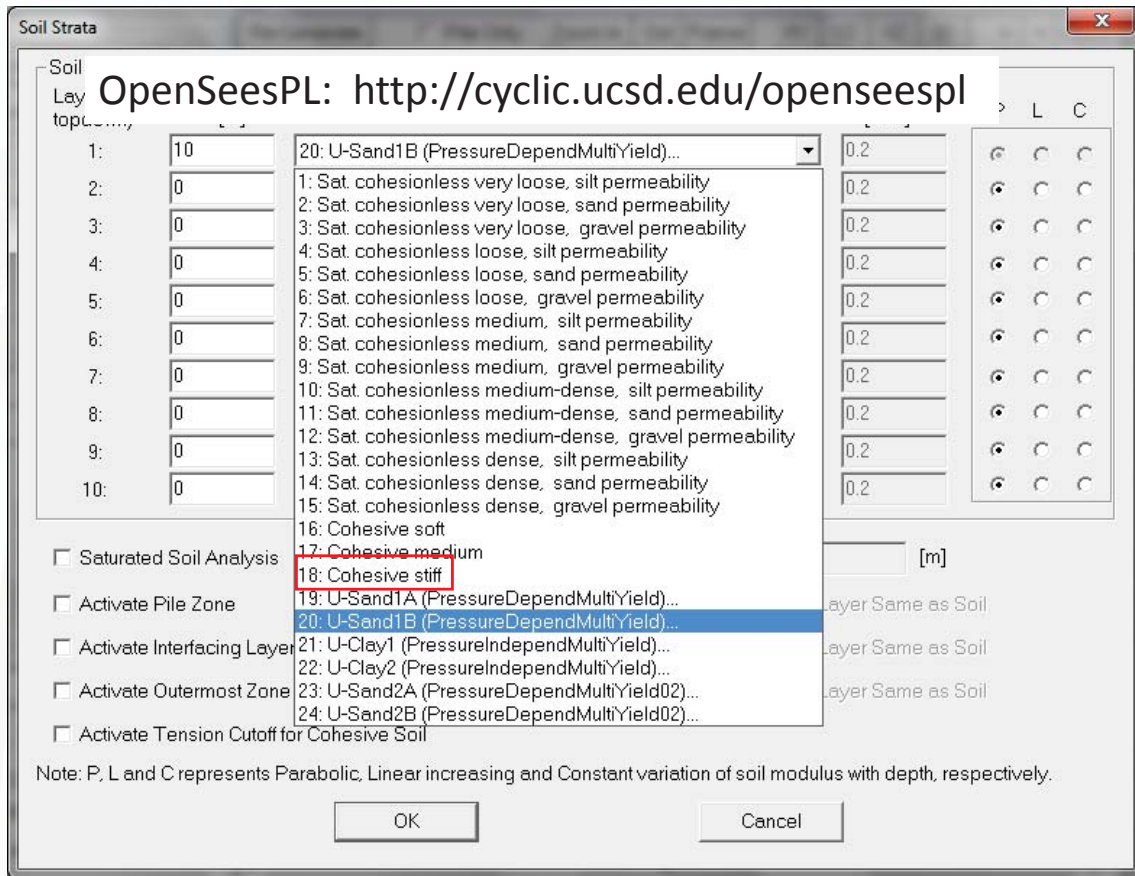 Soil Strata
Soil
OpenSeesPL: http://cyclic.ucsd.edu/openseespl
Lay
L C
1: 10 20: U-Sand1B (PressureDependMultiYield)... 0.2
2: 0 0.2
3: 0 0.2
4: 0 0.2
5: 0 0.2
6: 0 0.2
7: 0 0.2
8: 0 0.2
9: 0 0.2
10: 0 0.2
1: Sat. cohesionless very loose, silt permeability
2: Sat. cohesionless very loose, sand permeability
3: Sat. cohesionless very loose, gravel permeability
4: Sat. cohesionless loose, silt permeability
5: Sat. cohesionless loose, sand permeability
6: Sat. cohesionless loose, gravel permeability
7: Sat. cohesionless medium, silt permeability
8: Sat. cohesionless medium, sand permeability
9: Sat. cohesionless medium, gravel permeability
10: Sat. cohesionless medium-dense, silt permeability
11: Sat. cohesionless medium-dense, sand permeability
12: Sat. cohesionless medium-dense, gravel permeability
13: Sat. cohesionless dense, silt permeability
14: Sat. cohesionless dense, sand permeability
15: Sat. cohesionless dense, gravel permeability
16: Cohesive soft
17: Cohesive medium
18: Cohesive stiff
19: U-Sand1A (PressureDependMultiYield)...
20: U-Sand1B (PressureDependMultiYield)...
21: U-Clay1 (PressureIndependMultiYield)...
22: U-Clay2 (PressureIndependMultiYield)...
23: U-Sand2A (PressureDependMultiYield02)...
24: U-Sand2B (PressureDependMultiYield02)...
Saturated Soil Analysis [m]
Activate Pile Zone Layer Same as Soil
Activate Interfacing Layer Layer Same as Soil
Activate Outermost Zone Layer Same as Soil
Activate Tension Cutoff for Cohesive Soil
Note: P, L and C represents Parabolic, Linear increasing and Constant variation of soil modulus with depth, respectively.
OK Cancel